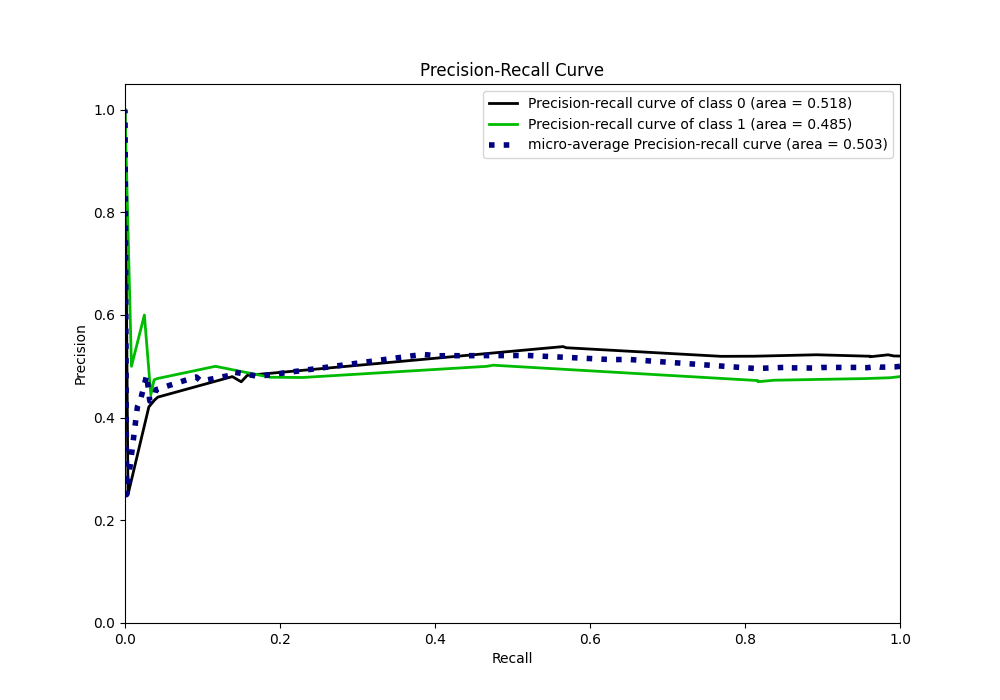 Precision-Recall Curve
Precision-recall curve of class 0 (area = 0.518)
Precision-recall curve of class 1 (area = 0.485)
micro-average Precision-recall curve (area = 0.503)
Precision
1.0
0.8
0.6
0.4
0.2
0.0
0.0 0.2 0.4 0.6 0.8 1.0
Recall